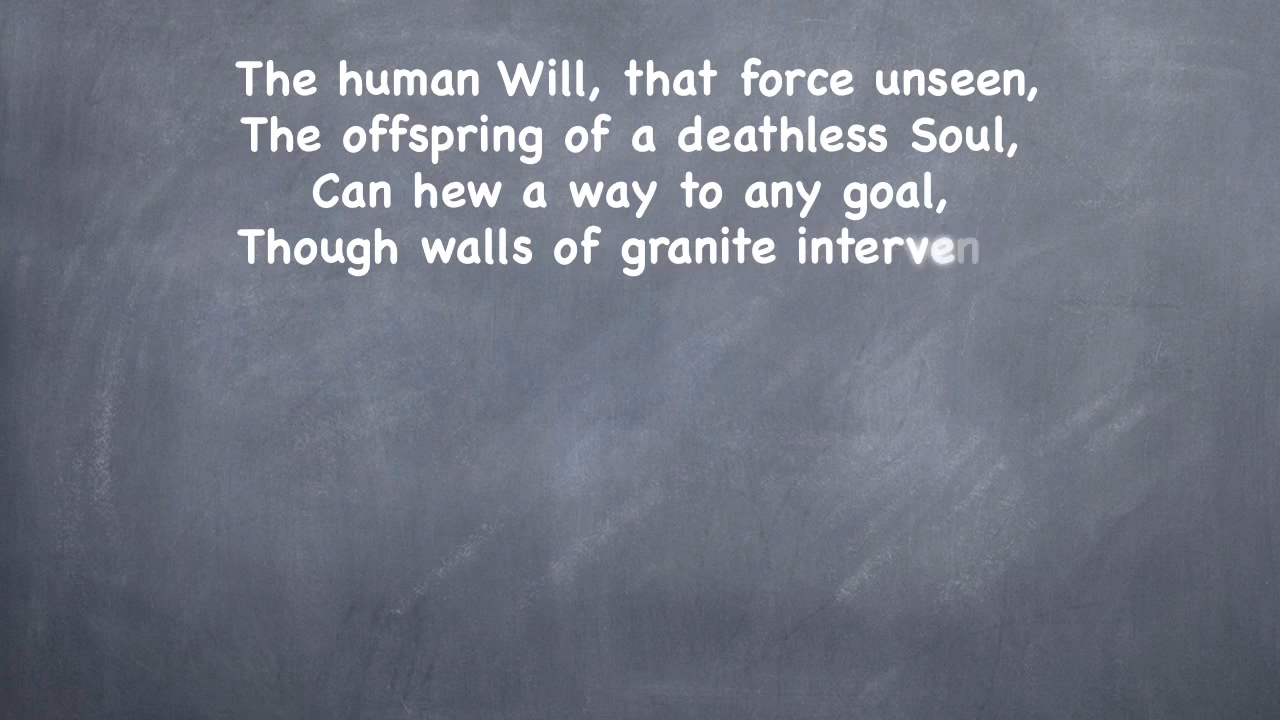 The human Will, that force unseen,
The offspring of a deathless Soul,
Can hew a way to any goal,
Though walls of granite interven